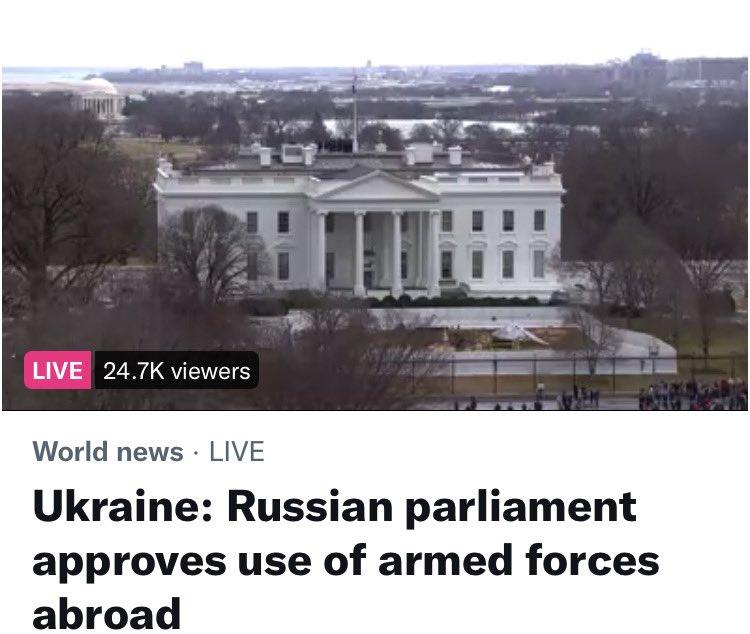 LIVE 24.7K viewers
World news · LIVE
Ukraine: Russian parliament
approves use of armed forces
abroad